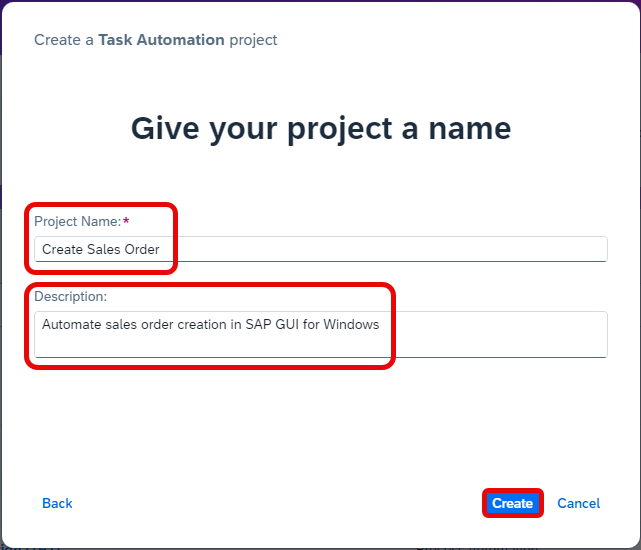 Create a Task Automation project
Give your project a name
Project Name:*
Create Sales Order
Description:
Automate sales order creation in SAP GUI for Windows
Back Create Cancel